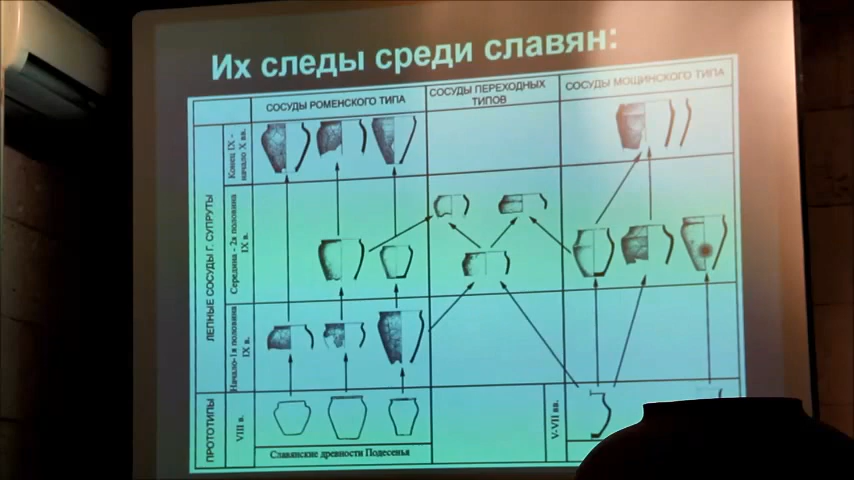 Их следы среди славян:
СОСУДЫ РОМЕНСКОГО ТИПА
СОСУДЫ ПЕРЕХОДНЫХ
ТИПОВ
СОСУДЫ МОЩИНСКОГО ТИПА
ЛЕПНЫЕ СОСУДЫ Г. СУПРУТЫ
Конец IX -
начало X вв.
Середина - 2я половина
IX в.
Начало-1я половина
IX в.
ПРОТОТИПЫ
VIII в.
V-VII вв.
Славянские древности Подесенья